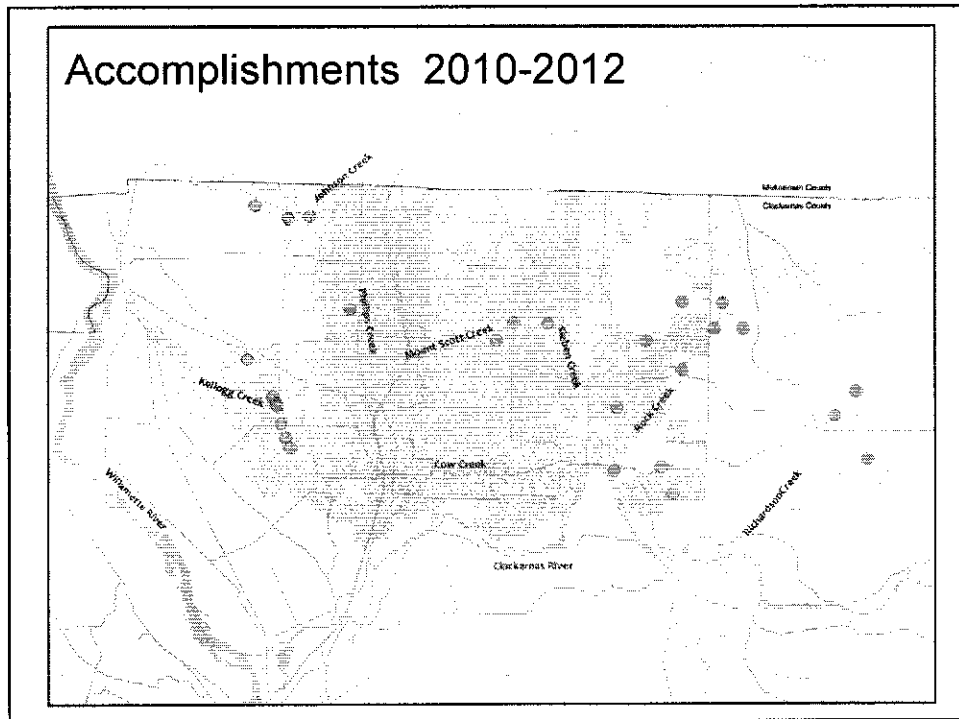 Accomplishments 2010-2012
Johnson Creek
Multnomah County
Clackamas County
Phillips Creek
Mount Scott Creek
Sieben Creek
Kellogg Creek
Rock Creek
Cow Creek
Willamette River
Richardson Creek
Clackamas River